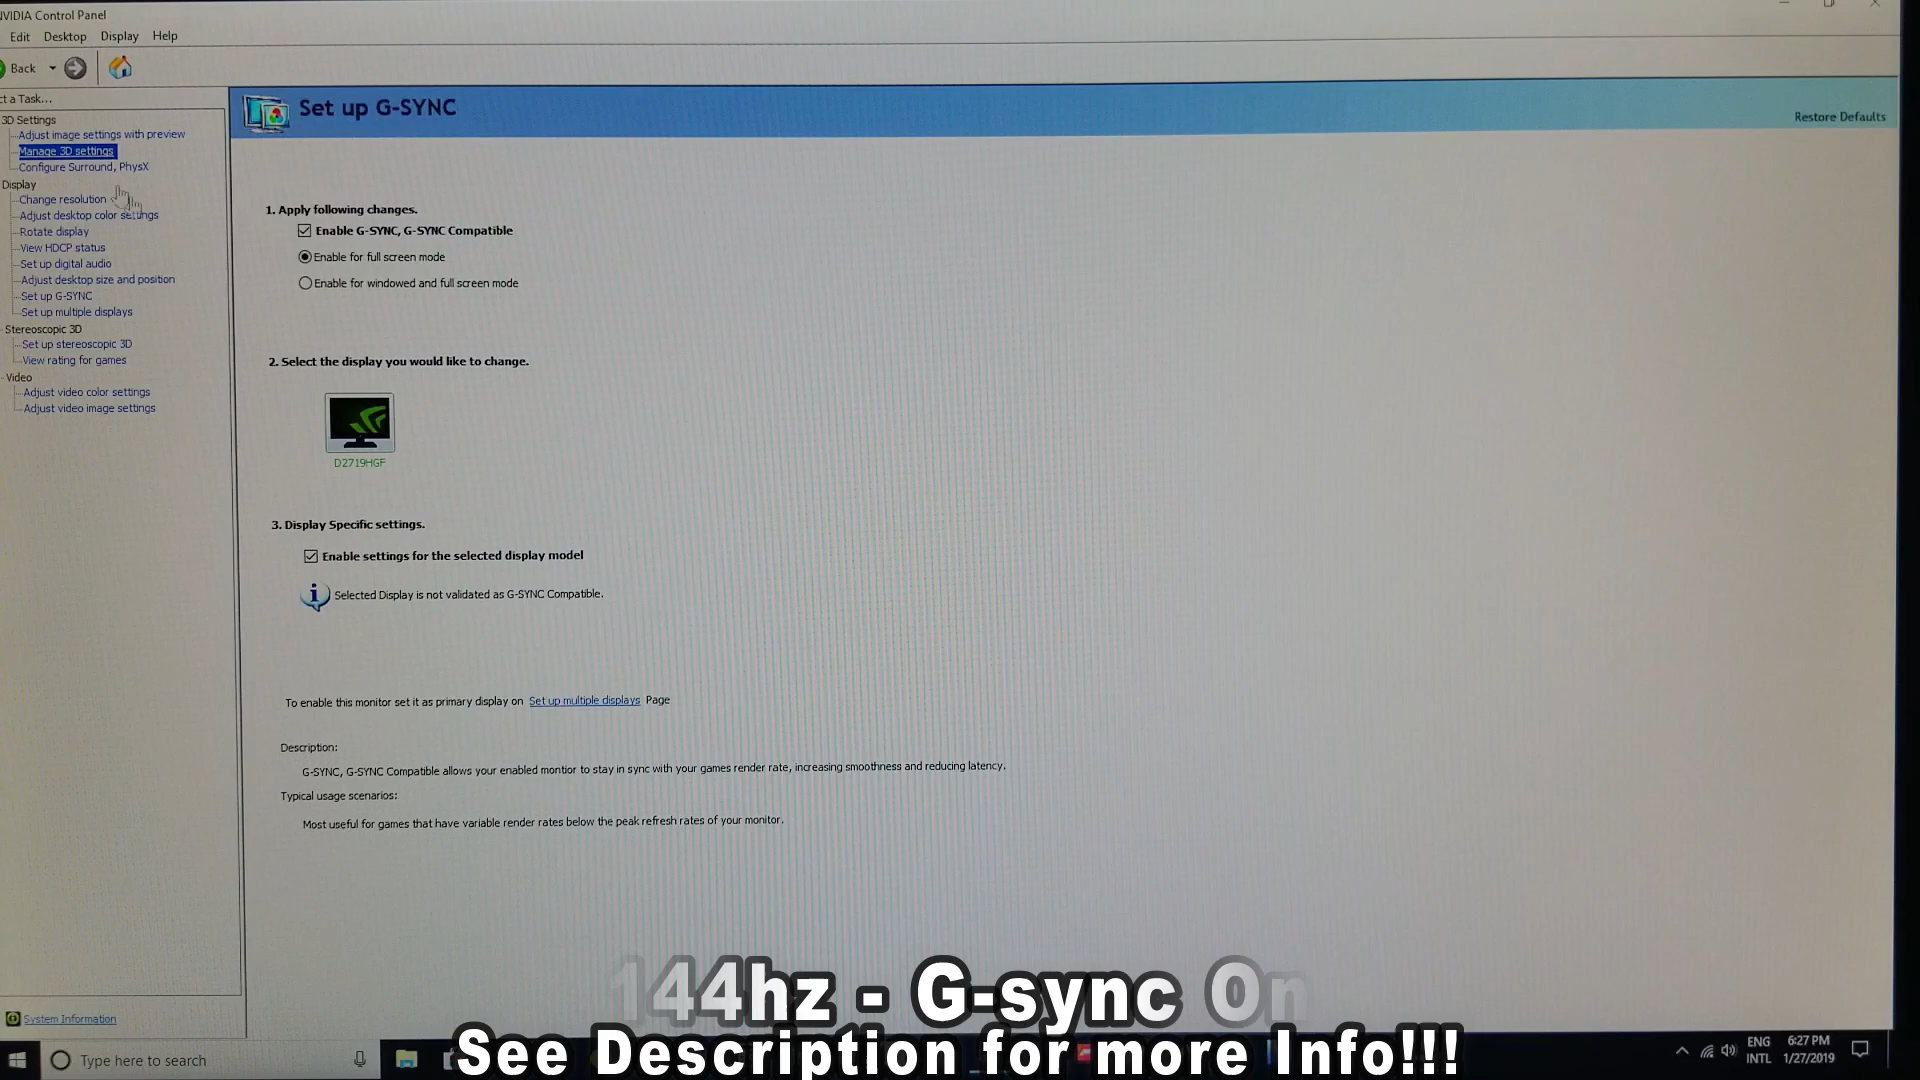 NVIDIA Control Panel
Edit Desktop Display Help
Back
ct a Task...
3D Settings
Adjust image settings with preview
Manage 3D settings
Configure Surround, PhysX
Display
Change resolution
Adjust desktop color settings
Rotate display
View HDCP status
Set up digital audio
Adjust desktop size and position
Set up G-SYNC
Set up multiple displays
Stereoscopic 3D
Set up stereoscopic 3D
View rating for games
Video
Adjust video color settings
Adjust video image settings
System Information
Set up G-SYNC
Restore Defaults
1. Apply following changes.
Enable G-SYNC, G-SYNC Compatible
Enable for full screen mode
Enable for windowed and full screen mode
2. Select the display you would like to change.
D2719HGF
3. Display Specific settings.
Enable settings for the selected display model
Selected Display is not validated as G-SYNC Compatible.
To enable this monitor set it as primary display on Set up multiple displays Page
Description:
G-SYNC, G-SYNC Compatible allows your enabled montior to stay in sync with your games render rate, increasing smoothness and reducing latency.
Typical usage scenarios:
Most useful for games that have variable render rates below the peak refresh rates of your monitor.
144hz - G-sync On
See Description for more Info!!!
Type here to search
ENG
INTL
6:27 PM
1/27/2019